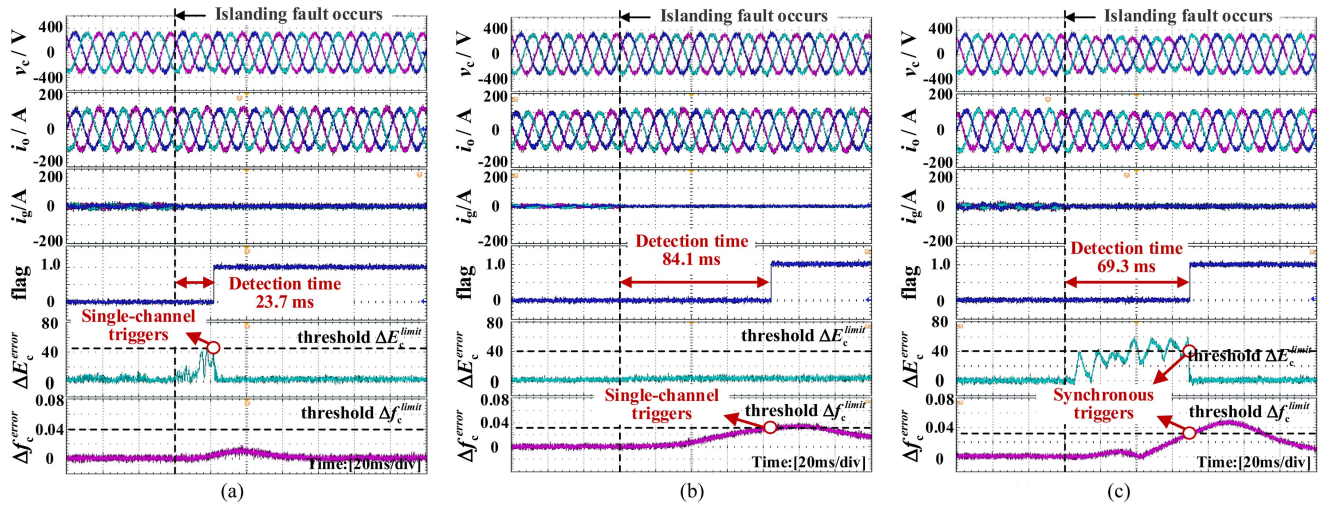 Islanding fault occurs
400
0
-400
v_c / V
200
0
-200
i_o / A
200
0
-200
i_g/A
1.0
0
flag
Detection time
23.7 ms
Single-channel
triggers
80
40
0
ΔE_c^error
threshold ΔE_c^limit
0.08
0.04
0
Δf_c^error
threshold Δf_c^limit
Time:[20ms/div]
(a)
Islanding fault occurs
400
0
-400
v_c / V
200
0
-200
i_o / A
200
0
-200
i_g/A
Detection time
84.1 ms
1.0
0
flag
80
40
0
ΔE_c^error
threshold ΔE_c^limit
Single-channel
triggers
0.08
0.04
0
Δf_c^error
threshold Δf_c^limit
Time:[20ms/div]
(b)
Islanding fault occurs
400
0
-400
v_c / V
200
0
-200
i_o / A
200
0
-200
i_g/A
Detection time
69.3 ms
1.0
0
flag
80
40
0
ΔE_c^error
threshold ΔE_c^limit
Synchronous
triggers
0.08
0.04
0
Δf_c^error
threshold Δf_c^limit
Time:[20ms/div]
(c)